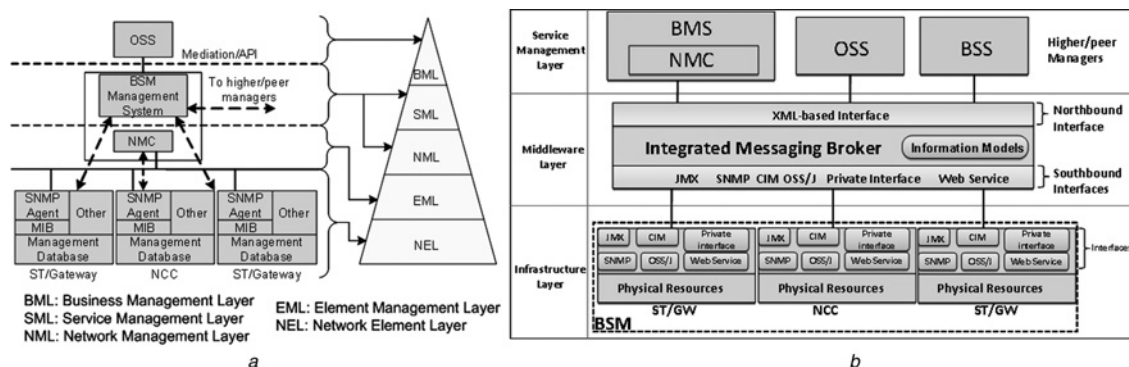 OSS
Mediation/API
BSM
Management
System
To higher/peer
managers
NMC
SNMP
Agent
MIB
Other
Management
Database
SNMP
Agent
MIB
Other
Management
Database
SNMP
Agent
MIB
Other
Management
Database
ST/Gateway
NCC
ST/Gateway
BML
SML
NML
EML
NEL
BML: Business Management Layer
SML: Service Management Layer
NML: Network Management Layer
EML: Element Management Layer
NEL: Network Element Layer
a
Service
Management
Layer
BMS
NMC
OSS
BSS
Higher/peer
Managers
Middleware
Layer
XML-based Interface
Integrated Messaging Broker
Information Models
JMX SNMP CIM OSS/J Private Interface Web Service
Northbound
Interface
Southbound
Interfaces
Infrastructure
Layer
JMX
CIM
Private
interface
SNMP
OSS/J
WebService
Physical Resources
ST/GW
JMX
CIM
Private
interface
SNMP
OSS/J
WebService
Physical Resources
NCC
JMX
CIM
Private
interface
SNMP
OSS/J
WebService
Physical Resources
ST/GW
Interfaces
BSM
b